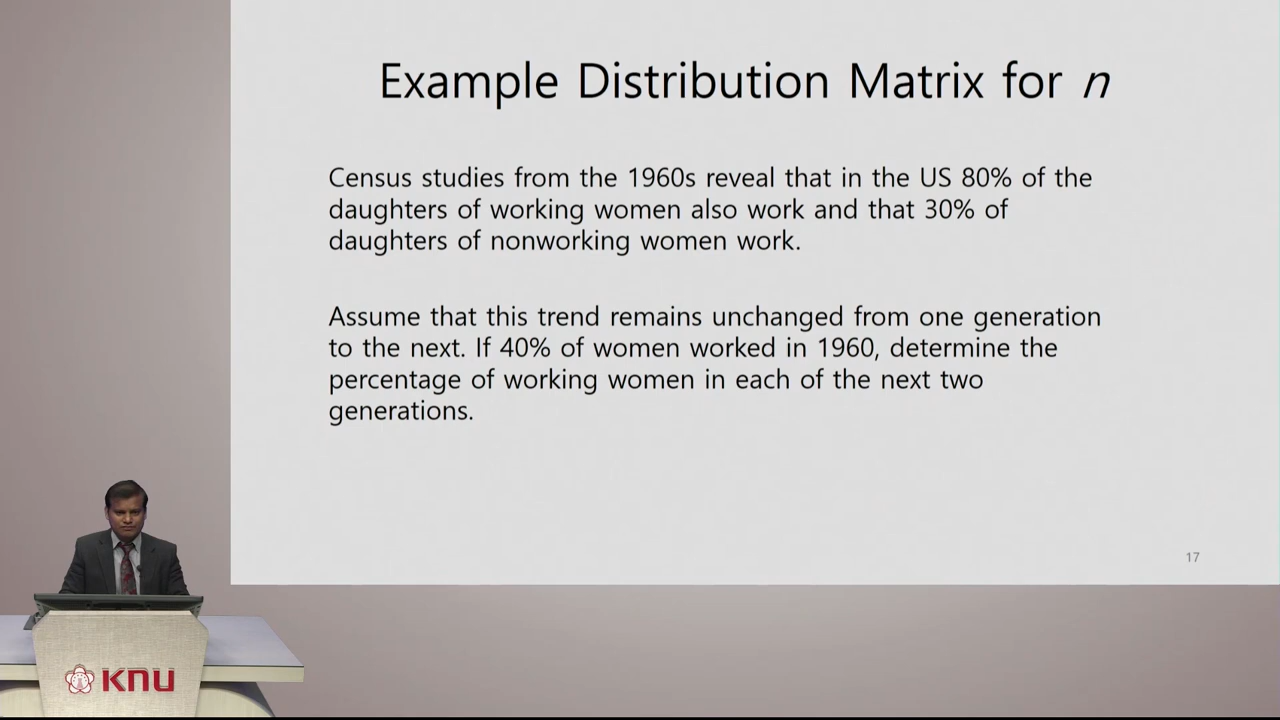 Example Distribution Matrix for n
Census studies from the 1960s reveal that in the US 80% of the
daughters of working women also work and that 30% of
daughters of nonworking women work.
Assume that this trend remains unchanged from one generation
to the next. If 40% of women worked in 1960, determine the
percentage of working women in each of the next two
generations.
17
KNU